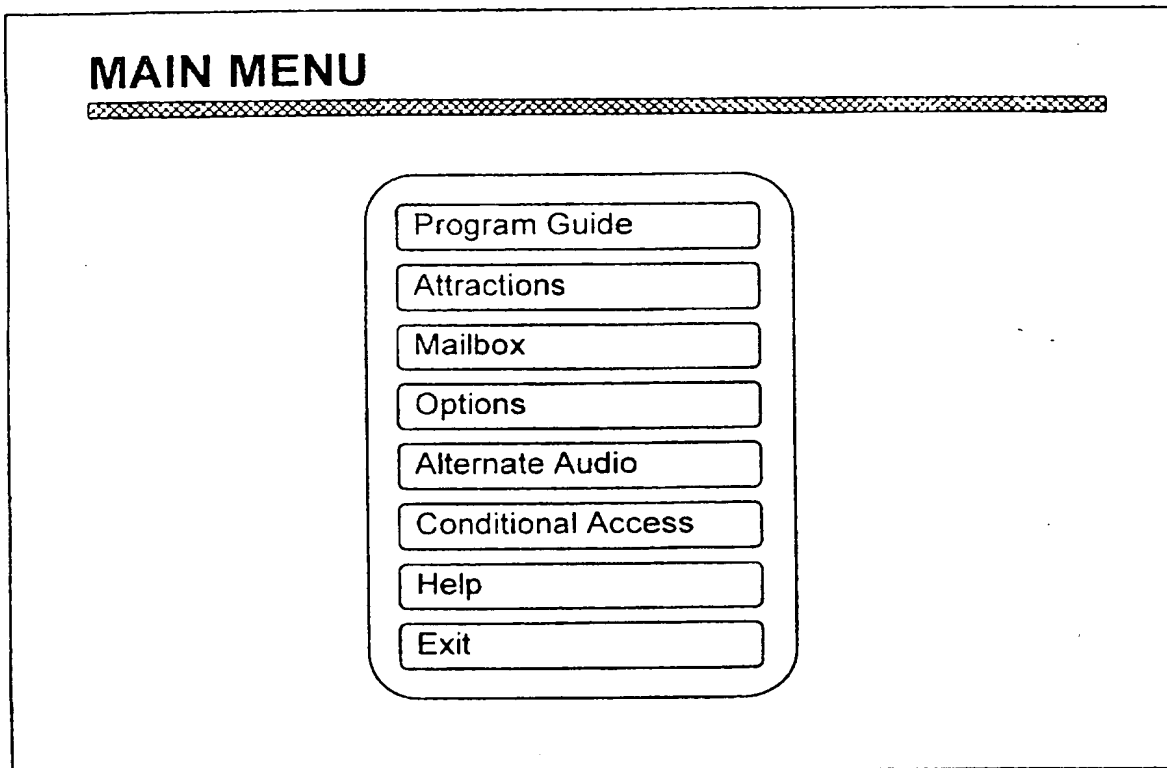 MAIN MENU
Program Guide
Attractions
Mailbox
Options
Alternate Audio
Conditional Access
Help
Exit